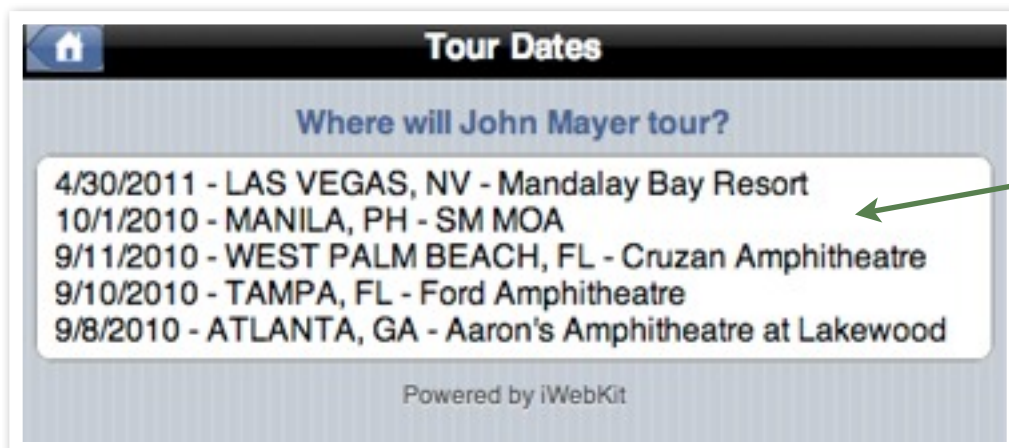 Tour Dates
Where will John Mayer tour?
4/30/2011 - LAS VEGAS, NV - Mandalay Bay Resort
10/1/2010 - MANILA, PH - SM MOA
9/11/2010 - WEST PALM BEACH, FL - Cruzan Amphitheatre
9/10/2010 - TAMPA, FL - Ford Amphitheatre
9/8/2010 - ATLANTA, GA - Aaron's Amphitheatre at Lakewood
Powered by iWebKit